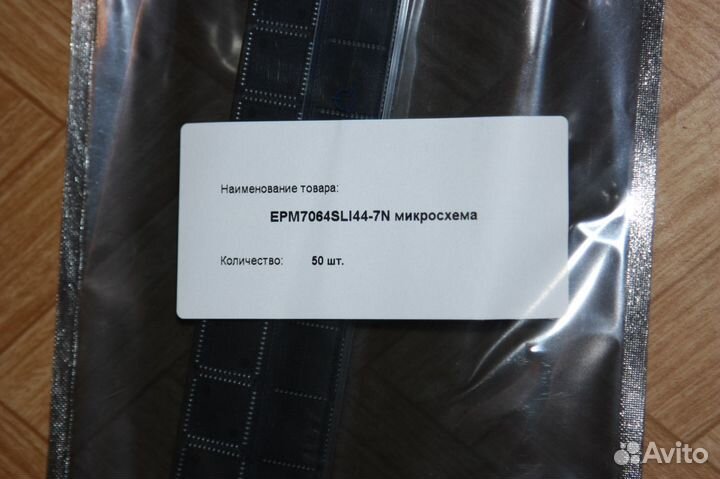 Наименование товара:
EPM7064SLI44-7N микросхема
Количество: 50 шт.
Avito